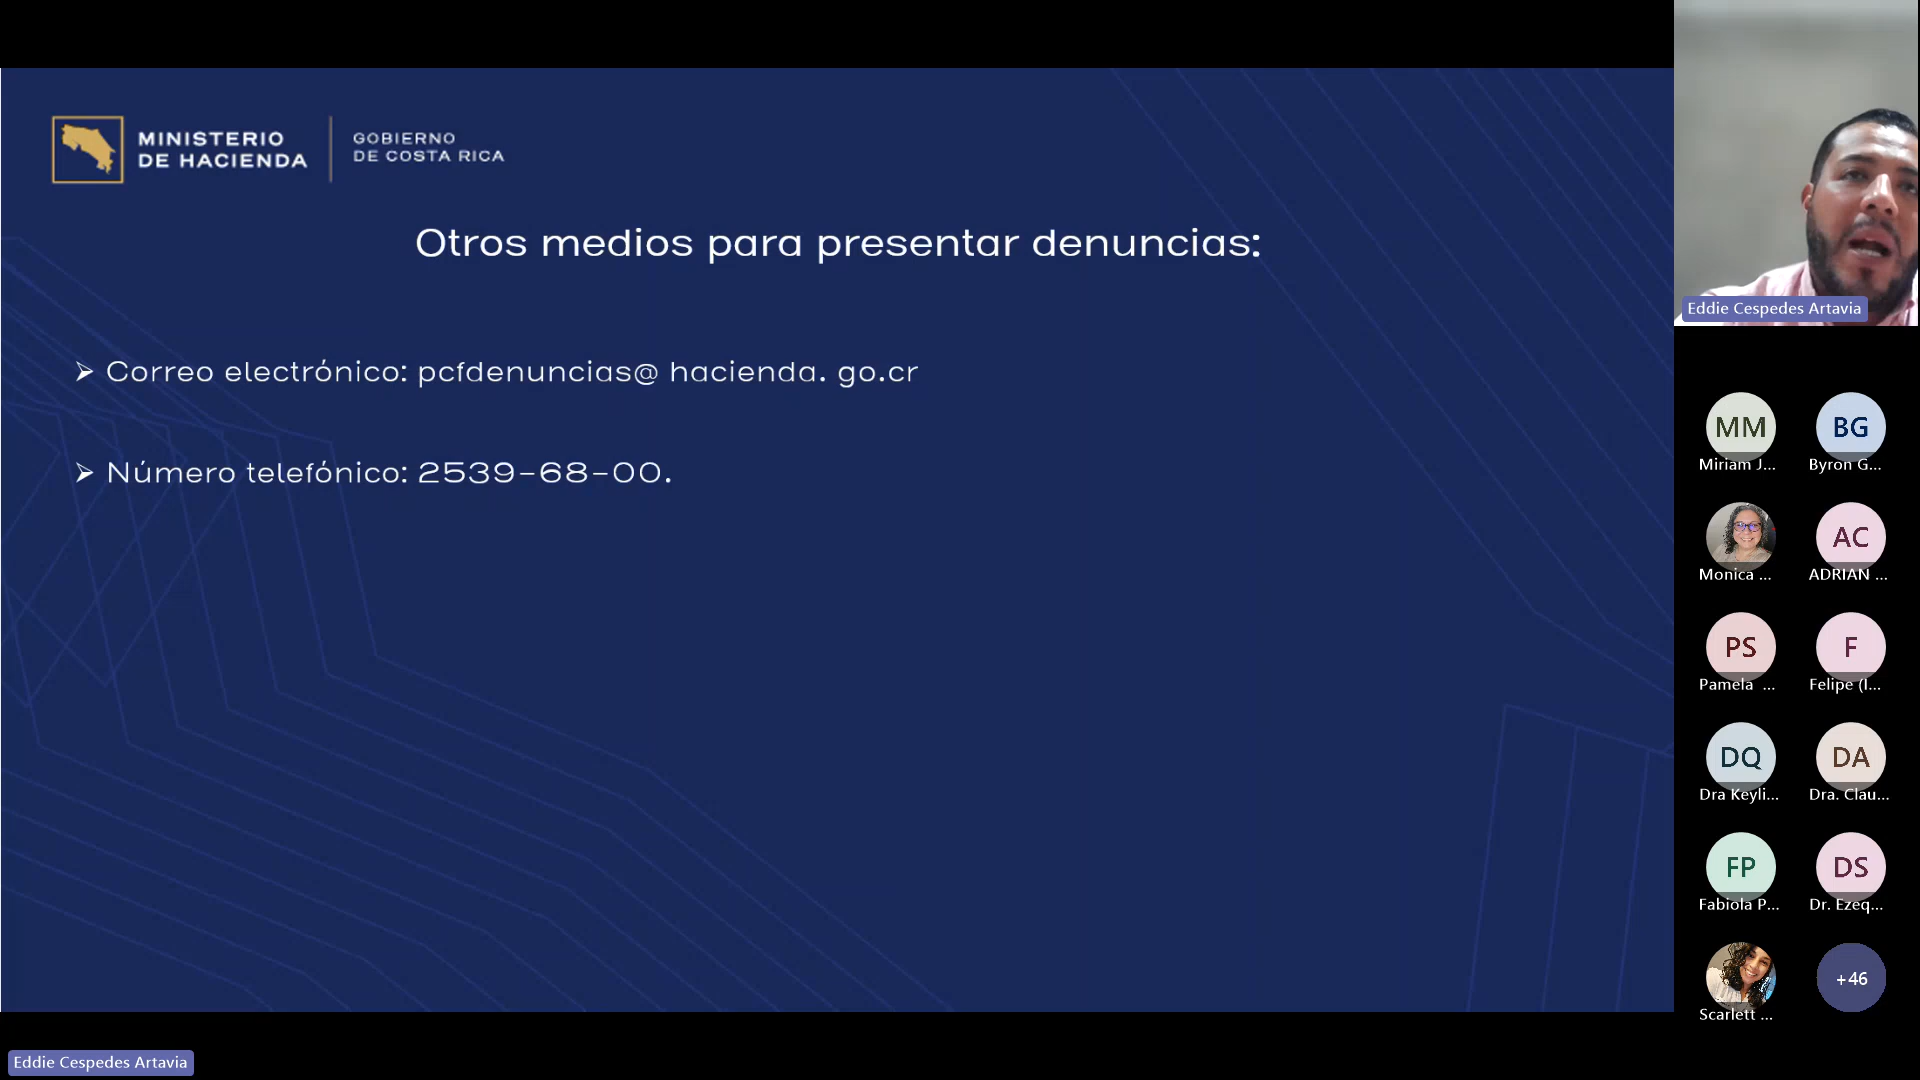 MINISTERIO
DE HACIENDA
GOBIERNO
DE COSTA RICA
Otros medios para presentar denuncias:
➢ Correo electrónico: pcfdenuncias@ hacienda. go.cr
➢ Número telefónico: 2539-68-00.
Eddie Cespedes Artavia
MM BG
Miriam J... Byron G...
AC
Monica ... ADRIAN ...
PS F
Pamela ... Felipe (I...
DQ DA
Dra Keyli... Dra. Clau...
FP DS
Fabiola P... Dr. Ezeq...
+46
Scarlett ...
Eddie Cespedes Artavia